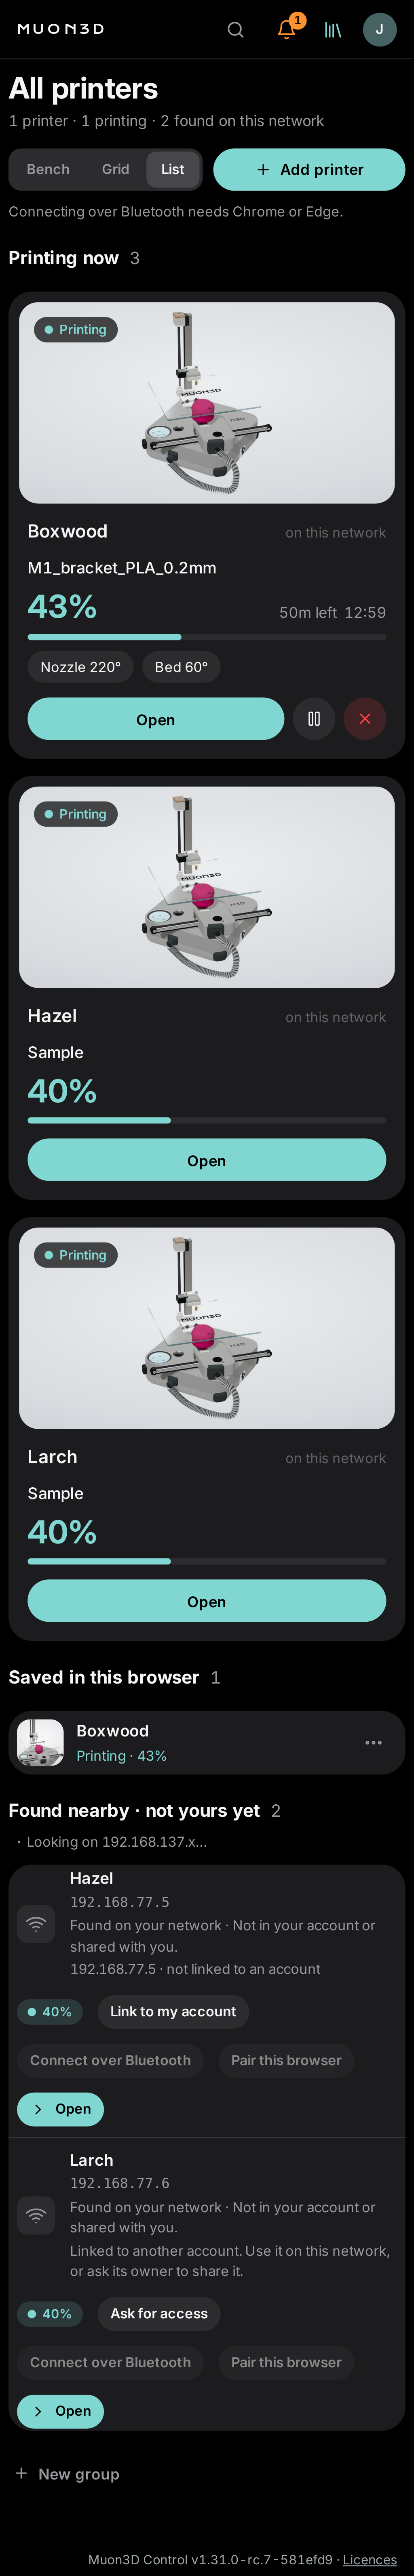 MUON3D
1
J
All printers
1 printer · 1 printing · 2 found on this network
Bench Grid List + Add printer
Connecting over Bluetooth needs Chrome or Edge.
Printing now 3
Printing
MUON3D
Boxwood on this network
M1_bracket_PLA_0.2mm
43% 50m left 12:59
Nozzle 220° Bed 60°
Open
Printing
MUON3D
Hazel on this network
Sample
40%
Open
Printing
MUON3D
Larch on this network
Sample
40%
Open
Saved in this browser 1
Boxwood
Printing · 43%
Found nearby · not yours yet 2
· Looking on 192.168.137.x...
Hazel
192.168.77.5
Found on your network · Not in your account or
shared with you.
192.168.77.5 · not linked to an account
40% Link to my account
Connect over Bluetooth Pair this browser
Open
Larch
192.168.77.6
Found on your network · Not in your account or
shared with you.
Linked to another account. Use it on this network,
or ask its owner to share it.
40% Ask for access
Connect over Bluetooth Pair this browser
Open
+ New group
Muon3D Control v1.31.0-rc.7-581efd9 · Licences